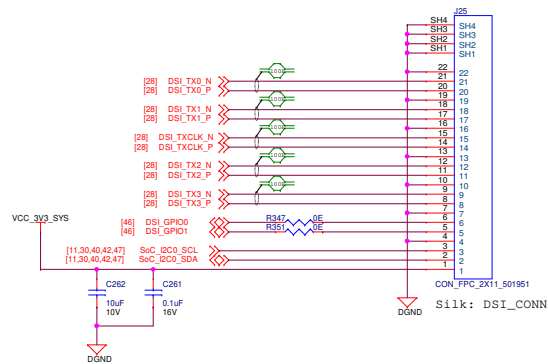 J25
SH4 SH4
SH3 SH3
SH2 SH2
SH1 SH1
22 22
[28] DSI_TX0_N 21 21
[28] DSI_TX0_P 20 20
19 19
[28] DSI_TX1_N 18 18
[28] DSI_TX1_P 17 17
16 16
[28] DSI_TXCLK_N 15 15
[28] DSI_TXCLK_P 14 14
13 13
[28] DSI_TX2_N 12 12
[28] DSI_TX2_P 11 11
10 10
[28] DSI_TX3_N 9 9
[28] DSI_TX3_P 8 8
7 7
VCC_3V3_SYS
[46] DSI_GPIO0 R347 0E 6 6
[46] DSI_GPIO1 R351 0E 5 5
4 4
[11,30,40,42,47] SoC_I2C0_SCL 3 3
[11,30,40,42,47] SoC_I2C0_SDA 2 2
1 1
CON_FPC_2X11_501951
Silk: DSI_CONN
DGND
C262
10uF
10V
C261
0.1uF
16V
DGND